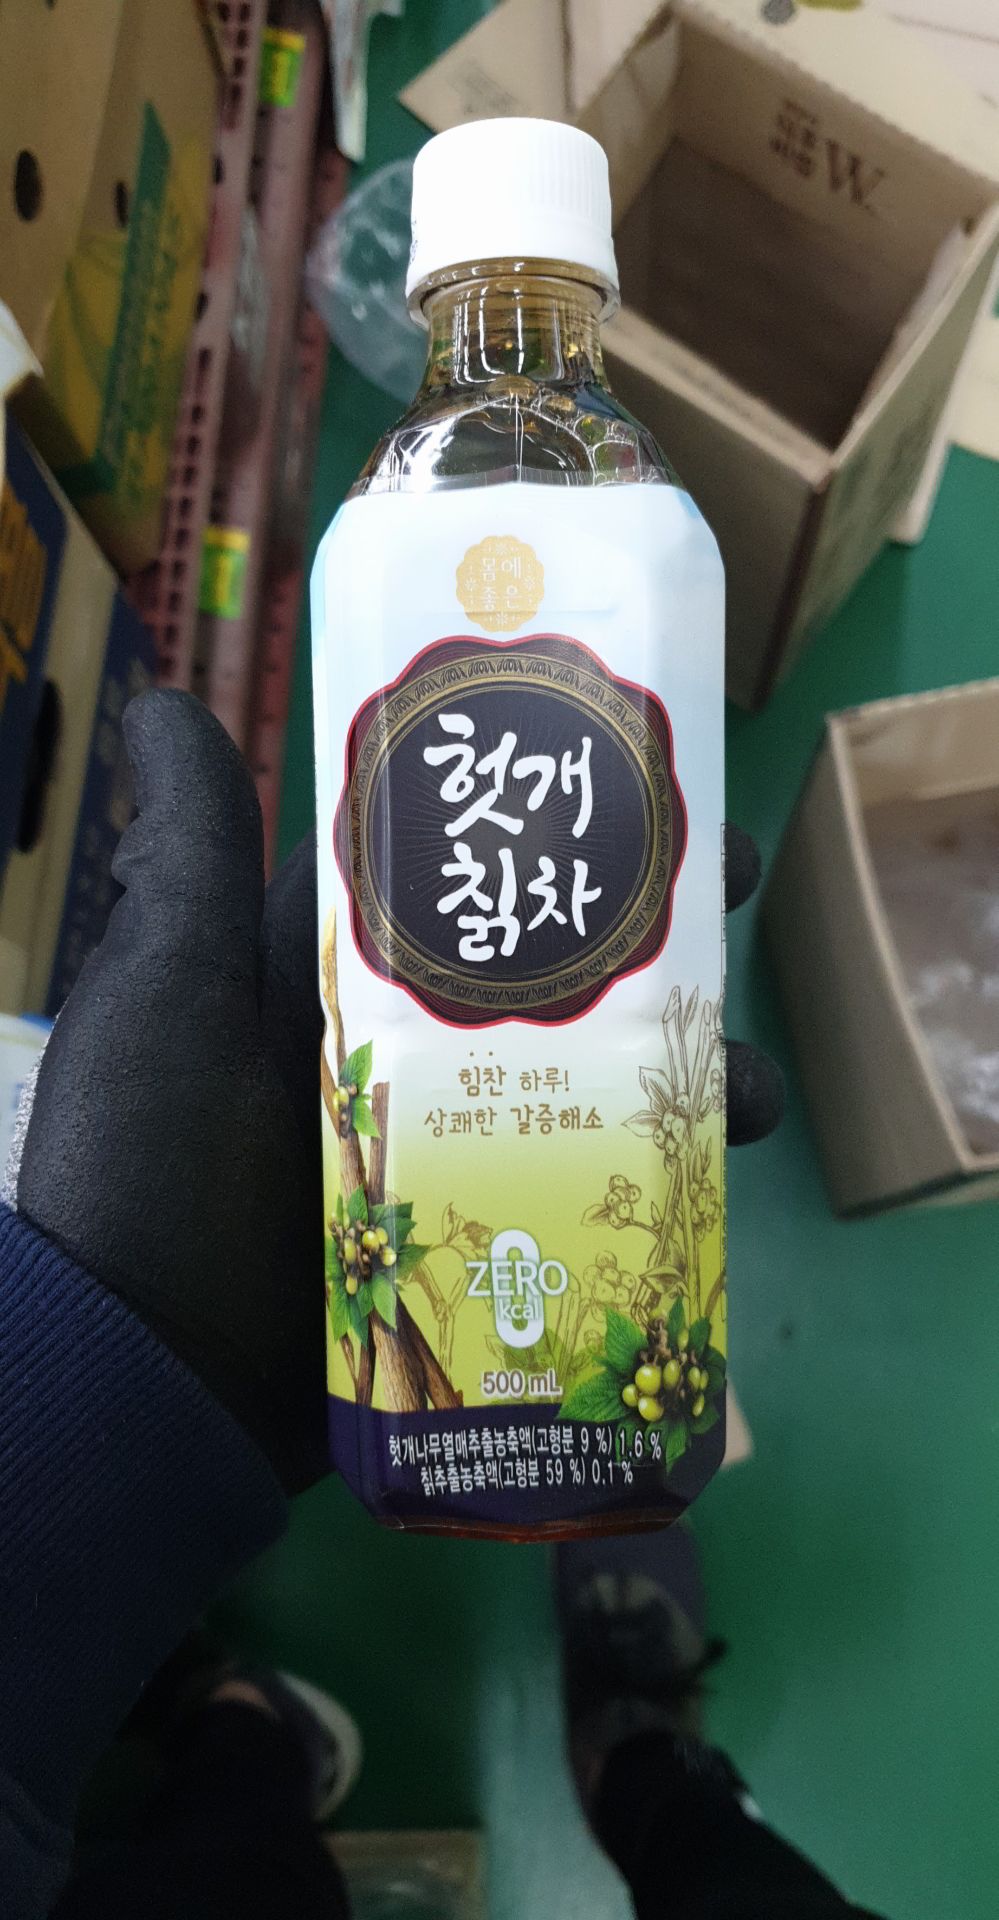 몸에
좋은
헛개
칡차
힘찬 하루!
상쾌한 갈증해소
0
ZERO
kcal
500 mL
헛개나무열매추출농축액(고형분 9 %) 1.6 %
칡추출농축액(고형분 59 %) 0.1 %
W